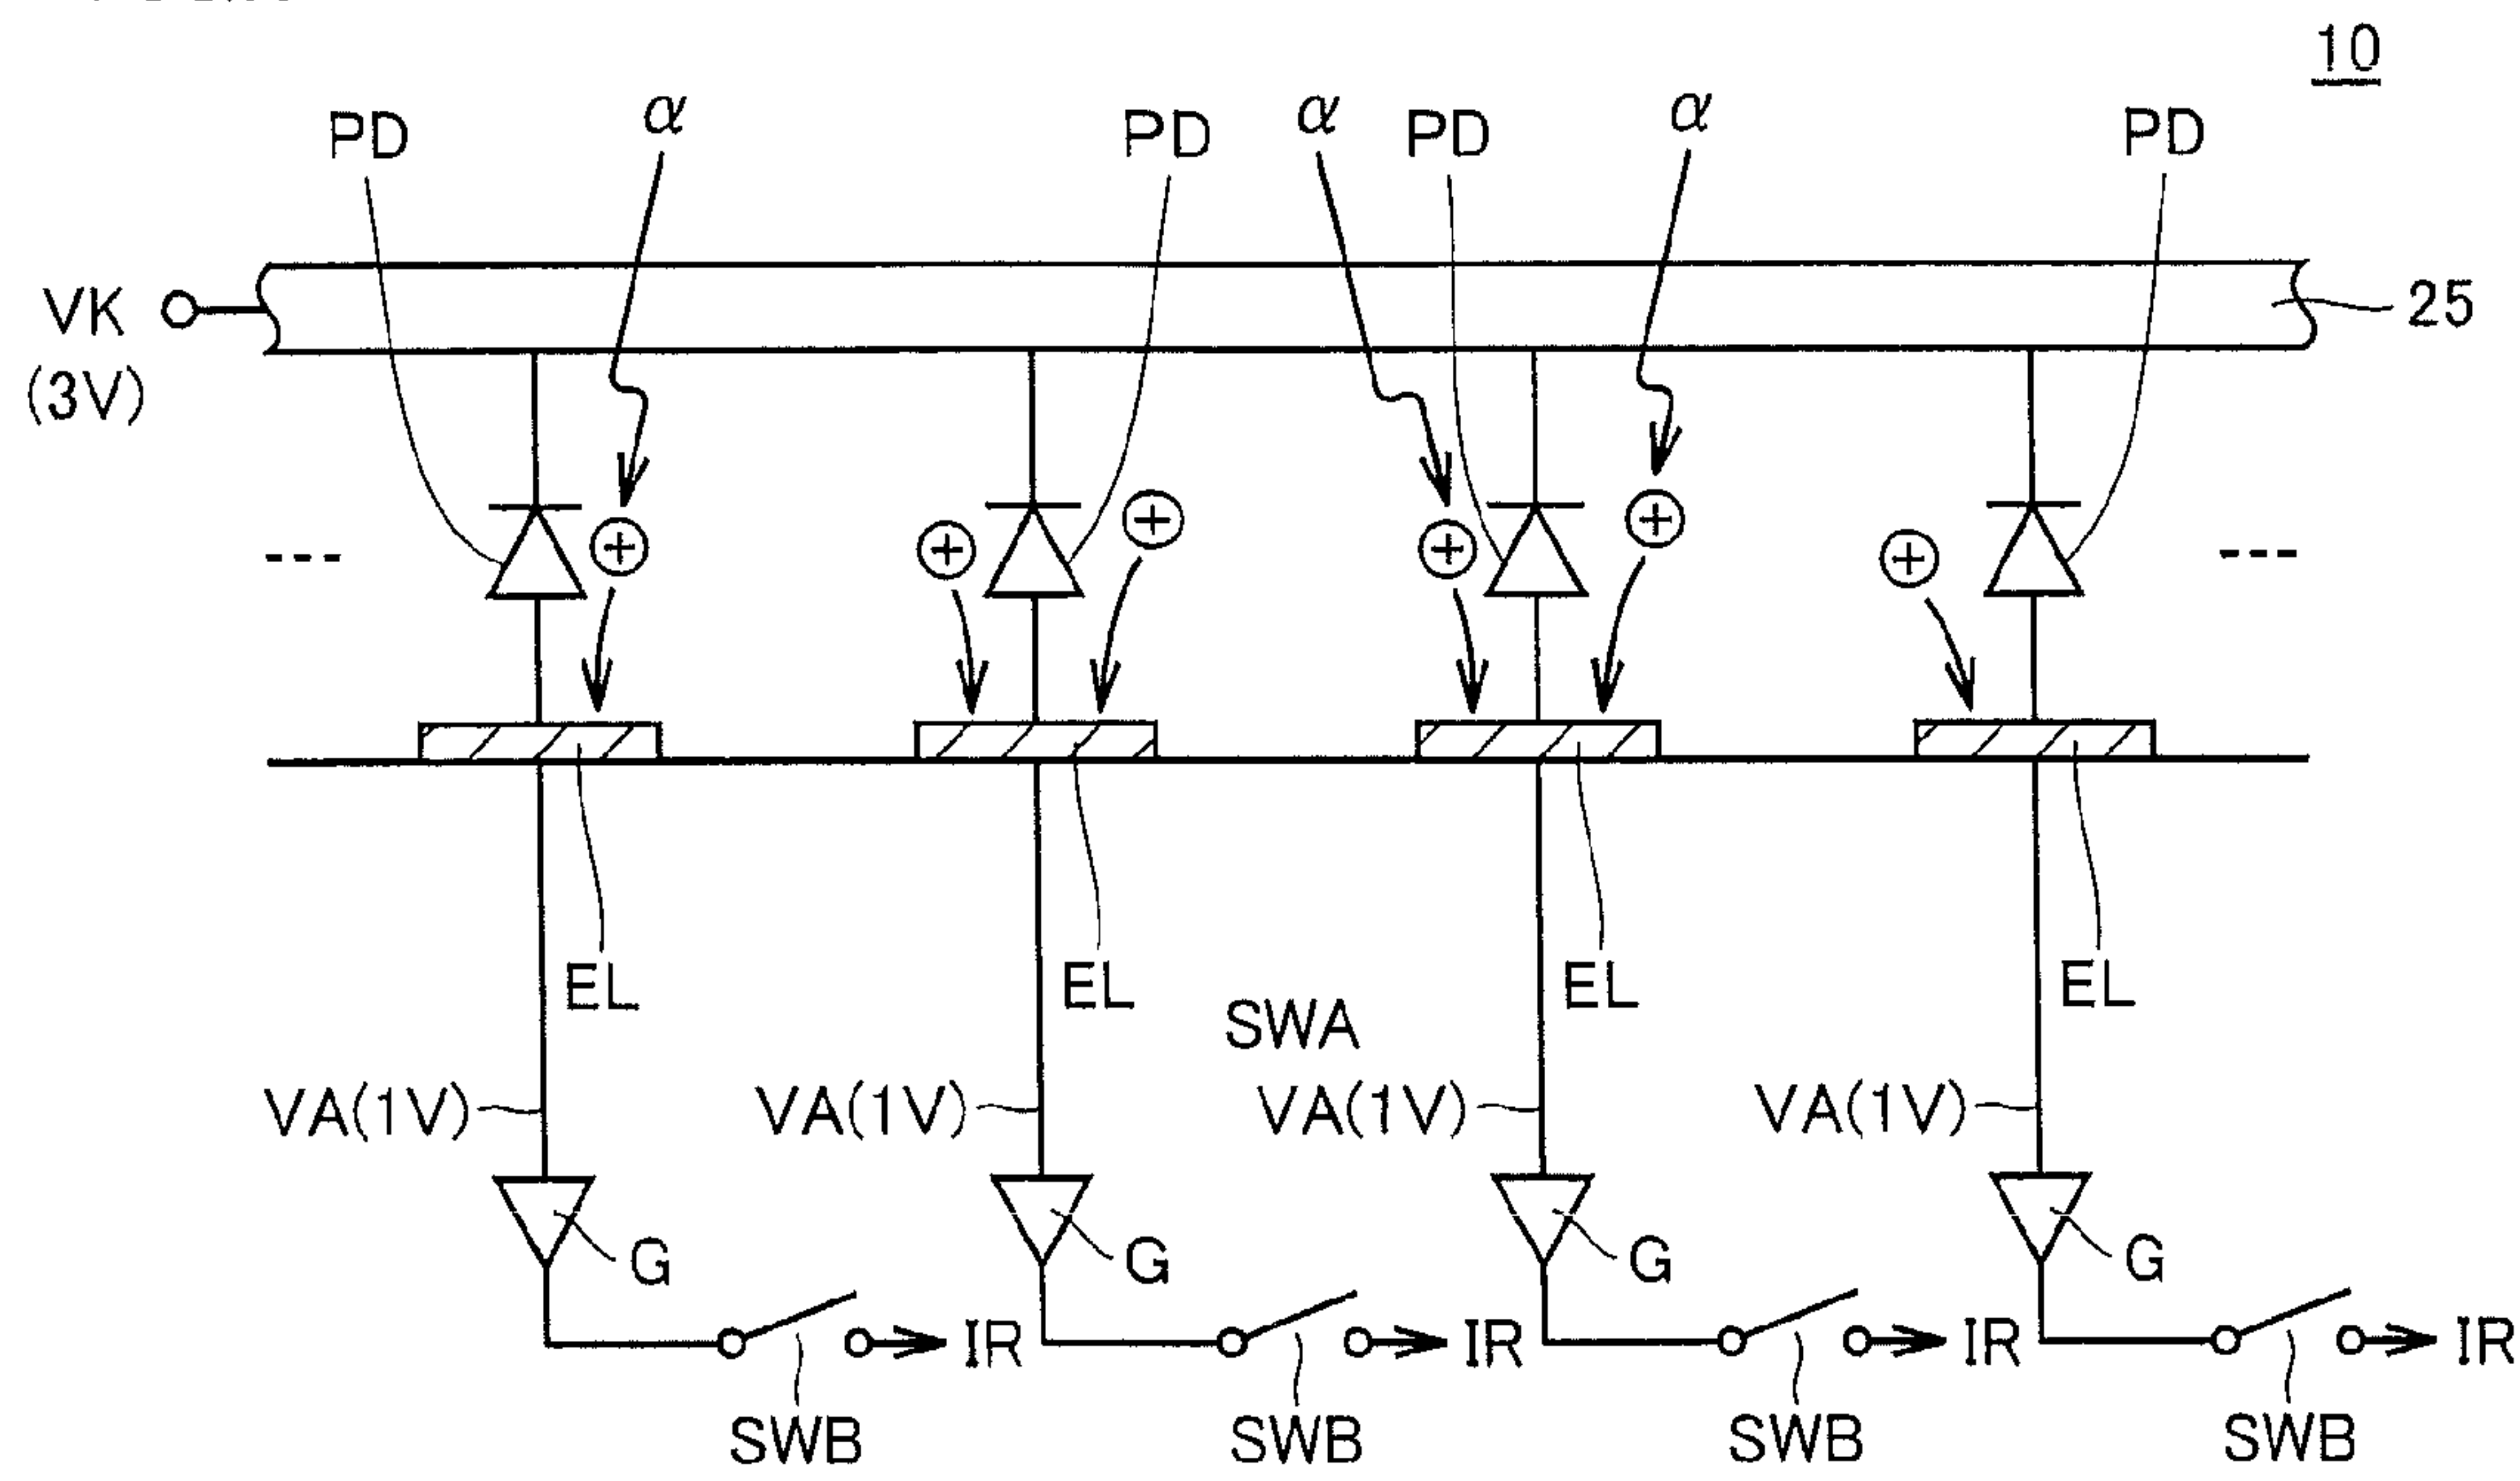 10
PD α PD α PD α PD
VK
(3V)
25
--- ---
EL EL EL EL
SWA
VA(1V) VA(1V) VA(1V) VA(1V)
G G G G
IR IR IR IR
SWB SWB SWB SWB